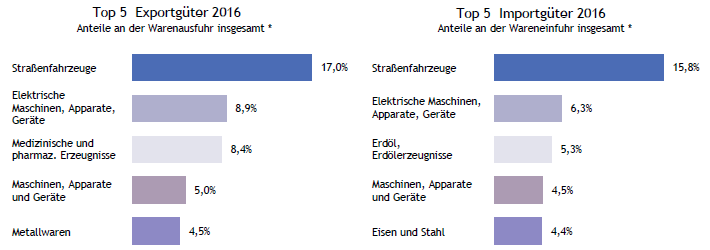 Top 5 Exportgüter 2016
Anteile an der Warenausfuhr insgesamt *
Straßenfahrzeuge
17,0%
Elektrische
Maschinen, Apparate,
Geräte
8,9%
Medizinische und
pharmaz. Erzeugnisse
8,4%
Maschinen, Apparate
und Geräte
5,0%
Metallwaren
4,5%
Top 5 Importgüter 2016
Anteile an der Wareneinfuhr insgesamt *
Straßenfahrzeuge
15,8%
Elektrische Maschinen,
Apparate, Geräte
6,3%
Erdöl,
Erdölerzeugnisse
5,3%
Maschinen, Apparate
und Geräte
4,5%
Eisen und Stahl
4,4%